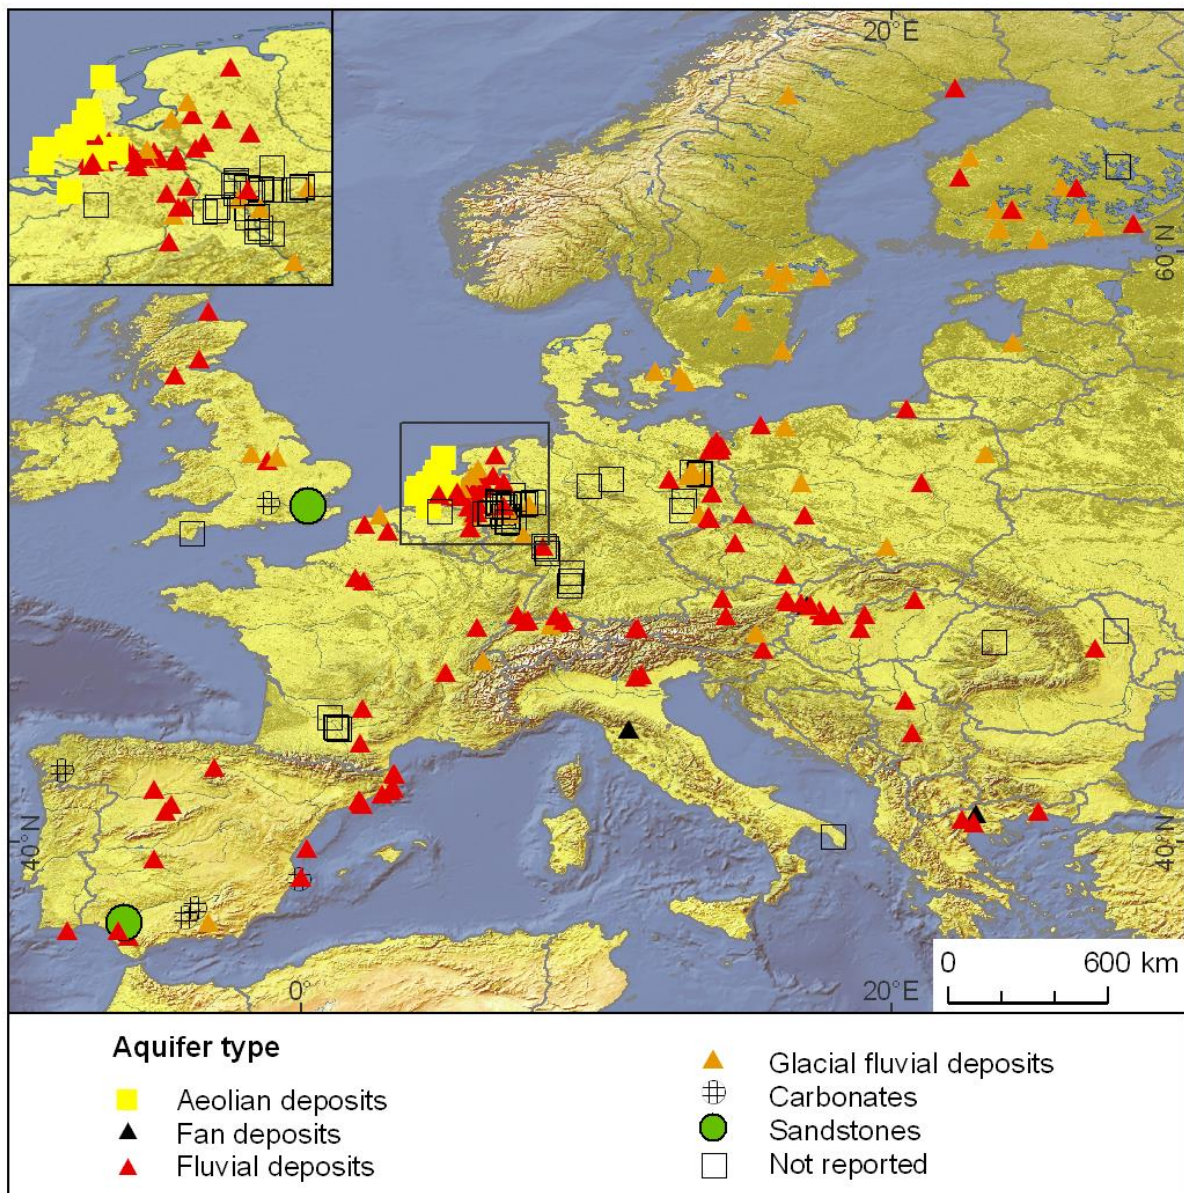 20°E
60°N
40°N
40°N
0°
20°E
0 600 km
Aquifer type
Aeolian deposits
Fan deposits
Fluvial deposits
Glacial fluvial deposits
Carbonates
Sandstones
Not reported